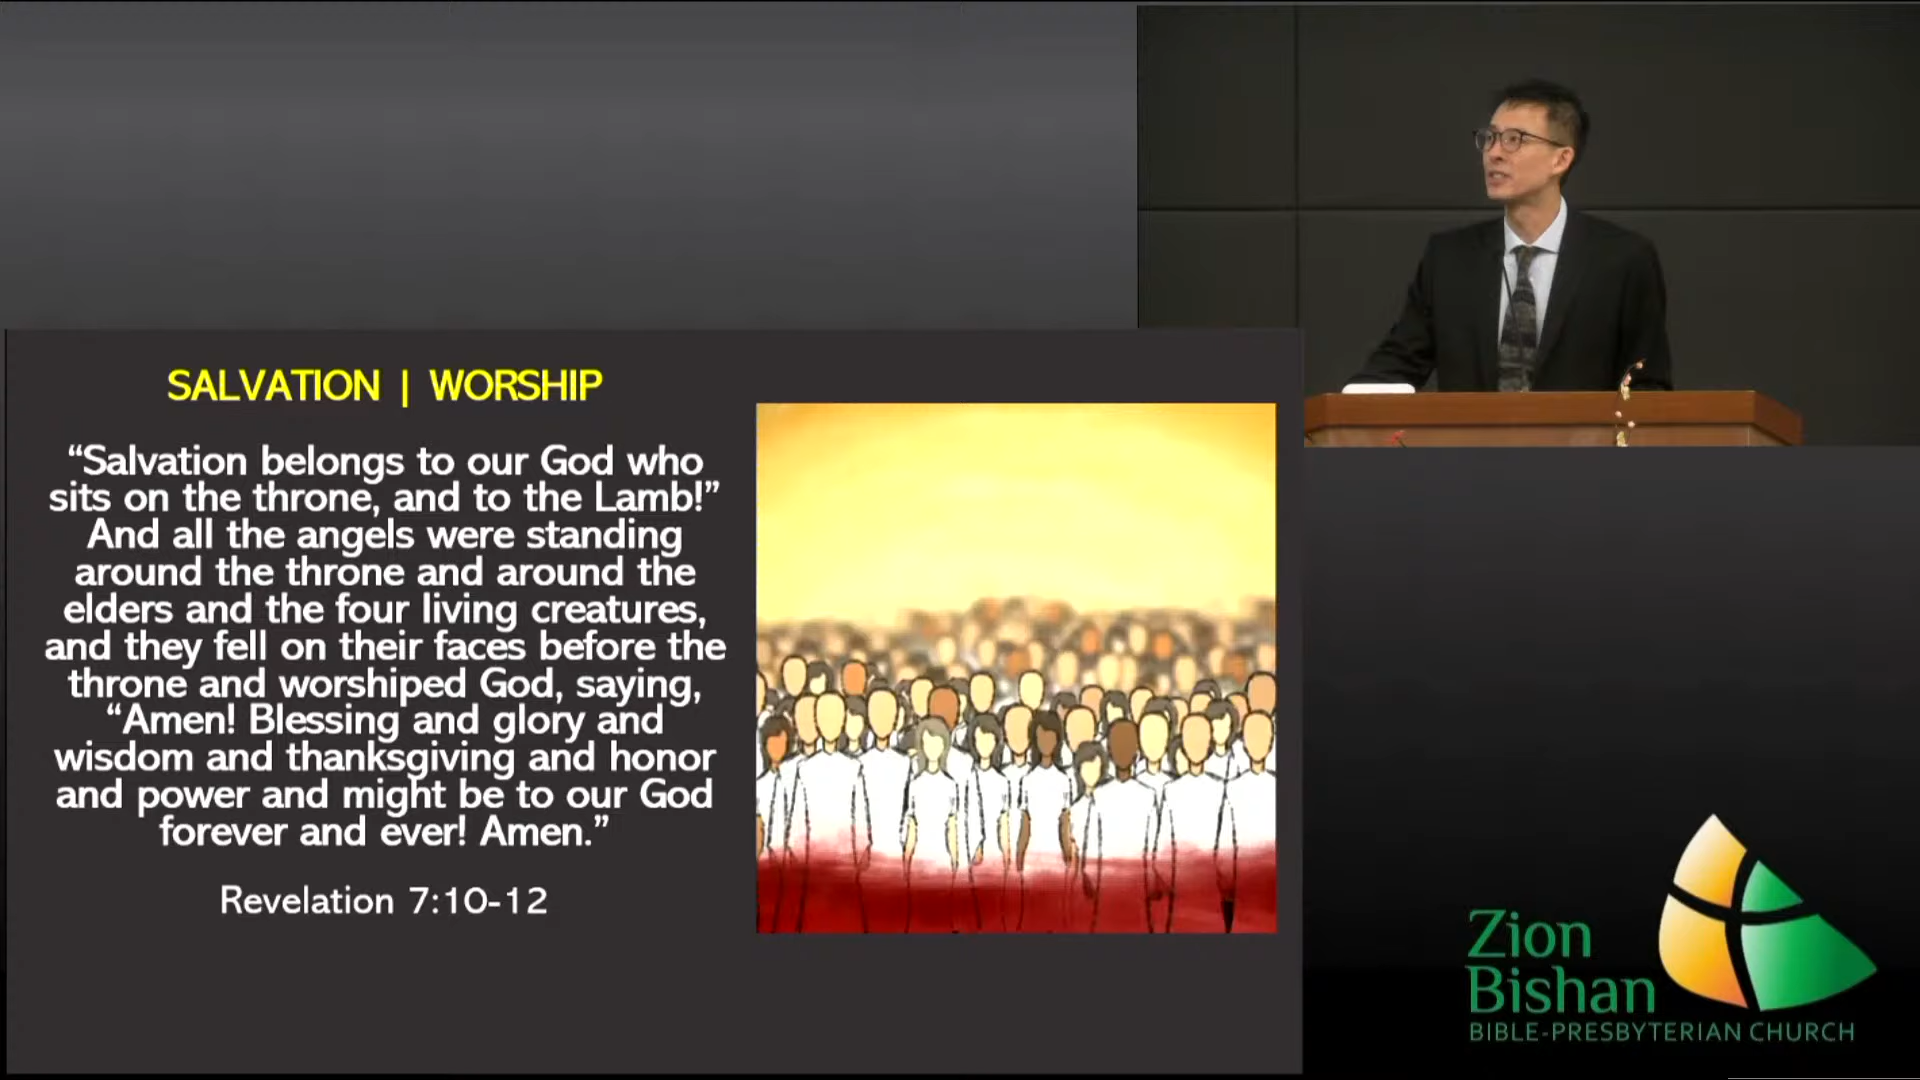 SALVATION | WORSHIP
“Salvation belongs to our God who
sits on the throne, and to the Lamb!”
And all the angels were standing
around the throne and around the
elders and the four living creatures,
and they fell on their faces before the
throne and worshiped God, saying,
“Amen! Blessing and glory and
wisdom and thanksgiving and honor
and power and might be to our God
forever and ever! Amen.”
Revelation 7:10-12
Zion
Bishan
BIBLE-PRESBYTERIAN CHURCH